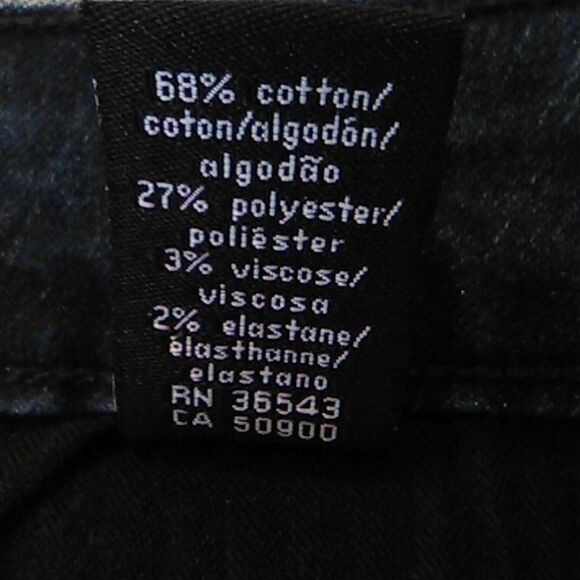 68% cotton/
coton/algodón/
algodão
27% polyester/
poliéster
3% viscose/
viscosa
2% elastane/
élasthanne/
elastano
RN 36543
CA 50900